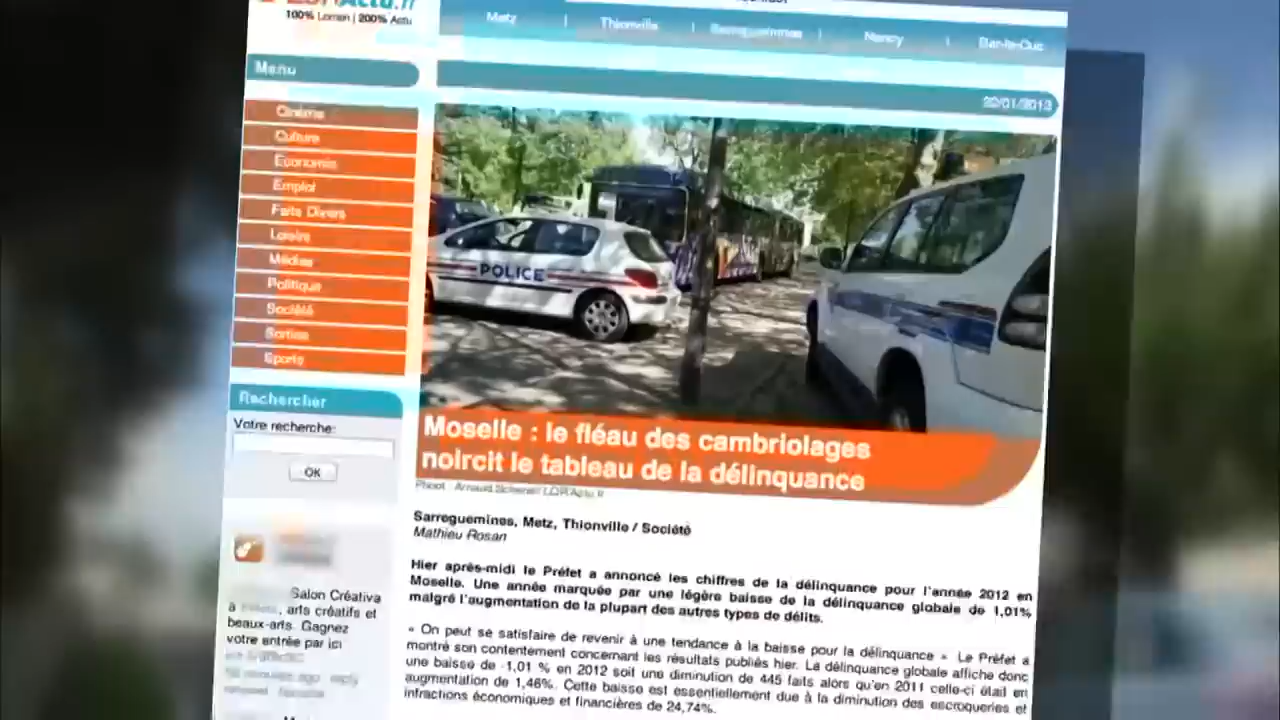 100% Lorrain | 200% Actu
Metz | Thionville | Sarreguemines | Nancy | Bar-le-Duc
Menu
22/01/2013
Cinéma
Culture
Economie
Emploi
Faits Divers
Loisirs
Médias
Politique
Société
Sorties
Sports
POLICE
Rechercher
Votre recherche:
OK
Moselle : le fléau des cambriolages
noircit le tableau de la délinquance
Sarreguemines, Metz, Thionville / Société
Mathieu Rosan
Hier après-midi le Préfet a annoncé les chiffres de la délinquance pour l'année 2012 en
Moselle. Une année marquée par une légère baisse de la délinquance globale de 1,01%
malgré l'augmentation de la plupart des autres types de délits.
« On peut se satisfaire de revenir à une tendance à la baisse pour la délinquance » Le Préfet a
montré son contentement concernant les résultats publiés hier. La délinquance globale affiche donc
une baisse de -1,01 % en 2012 soit une diminution de 445 faits alors qu'en 2011 celle-ci était en
augmentation de 1,46%. Cette baisse est essentiellement due à la diminution des escroqueries et
infractions économiques et financières de 24,74%.
Salon Créativa
à , arts créatifs et
beaux-arts. Gagnez
votre entrée par ici